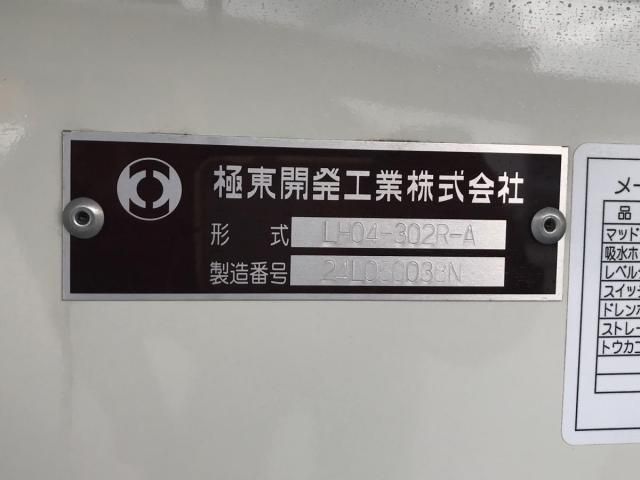 極東開発工業株式会社
形 式 LH04-302R-A
製造番号
メー
品
マッド
吸水ホ
レベル
スイッ
ドレン
ストレー
トウカコ